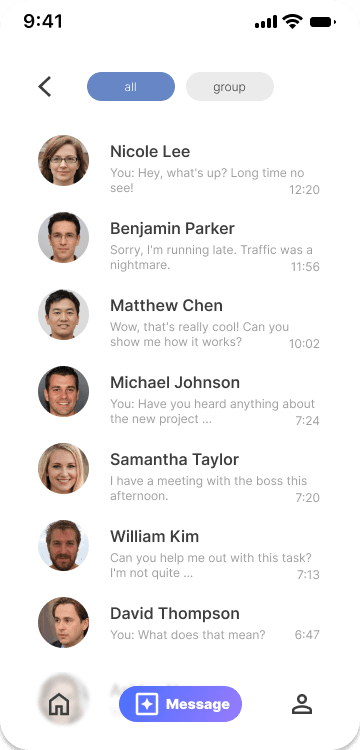 9:41
all
group
Nicole Lee
You: Hey, what's up? Long time no
see!
12:20
Benjamin Parker
Sorry, I'm running late. Traffic was a
nightmare.
11:56
Matthew Chen
Wow, that's really cool! Can you
show me how it works?
10:02
Michael Johnson
You: Have you heard anything about
the new project ...
7:24
Samantha Taylor
I have a meeting with the boss this
afternoon.
7:20
William Kim
Can you help me out with this task?
I'm not quite ...
7:13
David Thompson
You: What does that mean?
6:47
Message